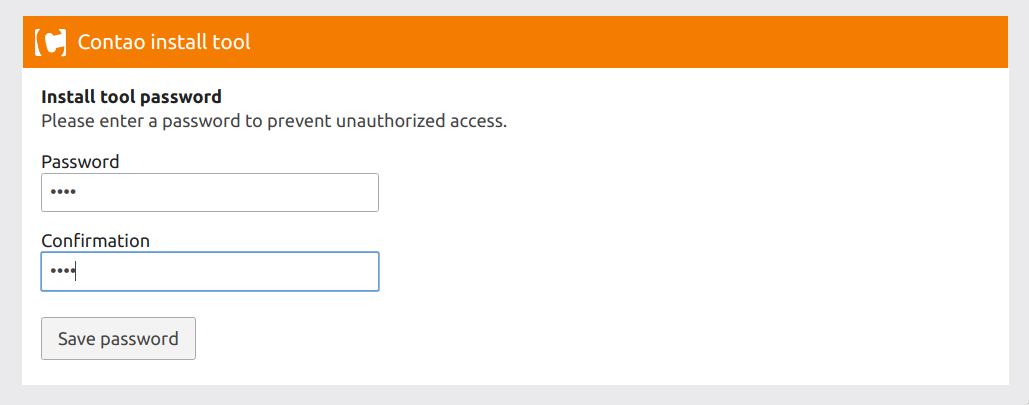 Contao install tool
Install tool password
Please enter a password to prevent unauthorized access.
Password
••••
Confirmation
••••
Save password